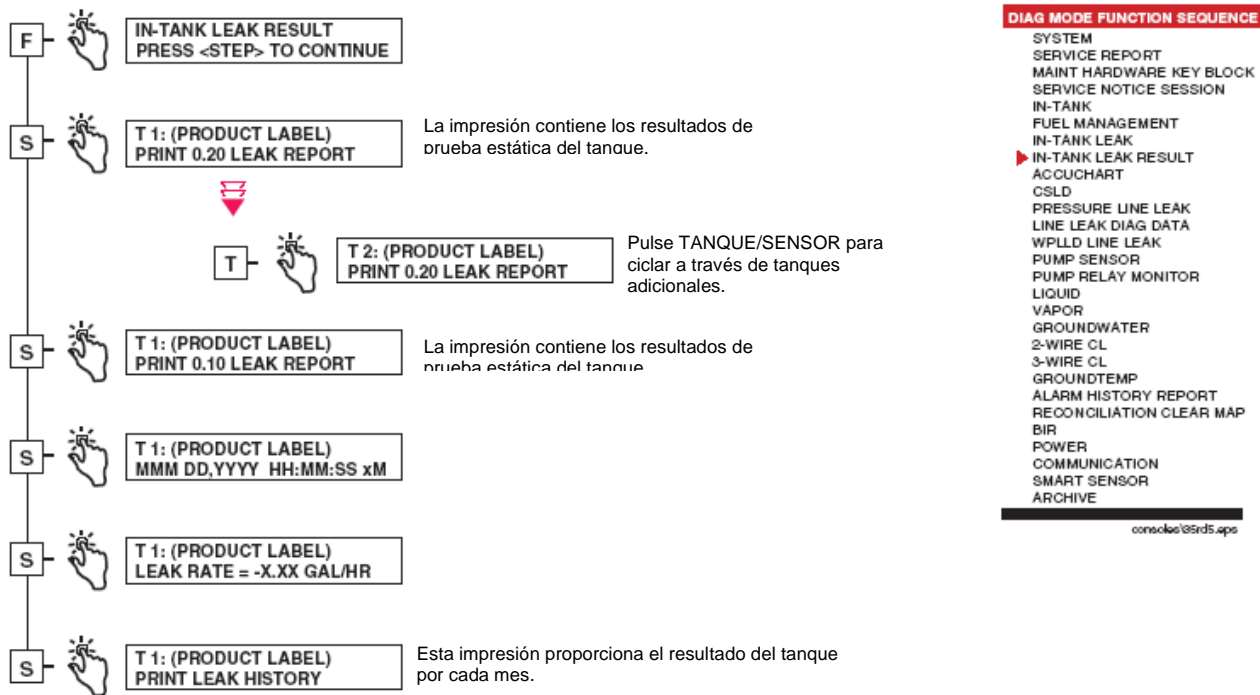 F
IN-TANK LEAK RESULT
PRESS <STEP> TO CONTINUE
S
T 1: (PRODUCT LABEL)
PRINT 0.20 LEAK REPORT
La impresión contiene los resultados de
prueba estática del tanque.
T
T 2: (PRODUCT LABEL)
PRINT 0.20 LEAK REPORT
Pulse TANQUE/SENSOR para
ciclar a través de tanques
adicionales.
S
T 1: (PRODUCT LABEL)
PRINT 0.10 LEAK REPORT
La impresión contiene los resultados de
prueba estática del tanque
S
T 1: (PRODUCT LABEL)
MMM DD,YYYY HH:MM:SS xM
S
T 1: (PRODUCT LABEL)
LEAK RATE = -X.XX GAL/HR
S
T 1: (PRODUCT LABEL)
PRINT LEAK HISTORY
Esta impresión proporciona el resultado del tanque
por cada mes.
DIAG MODE FUNCTION SEQUENCE
SYSTEM
SERVICE REPORT
MAINT HARDWARE KEY BLOCK
SERVICE NOTICE SESSION
IN-TANK
FUEL MANAGEMENT
IN-TANK LEAK
IN-TANK LEAK RESULT
ACCUCHART
CSLD
PRESSURE LINE LEAK
LINE LEAK DIAG DATA
WPLLD LINE LEAK
PUMP SENSOR
PUMP RELAY MONITOR
LIQUID
VAPOR
GROUNDWATER
2-WIRE CL
3-WIRE CL
GROUNDTEMP
ALARM HISTORY REPORT
RECONCILIATION CLEAR MAP
BIR
POWER
COMMUNICATION
SMART SENSOR
ARCHIVE